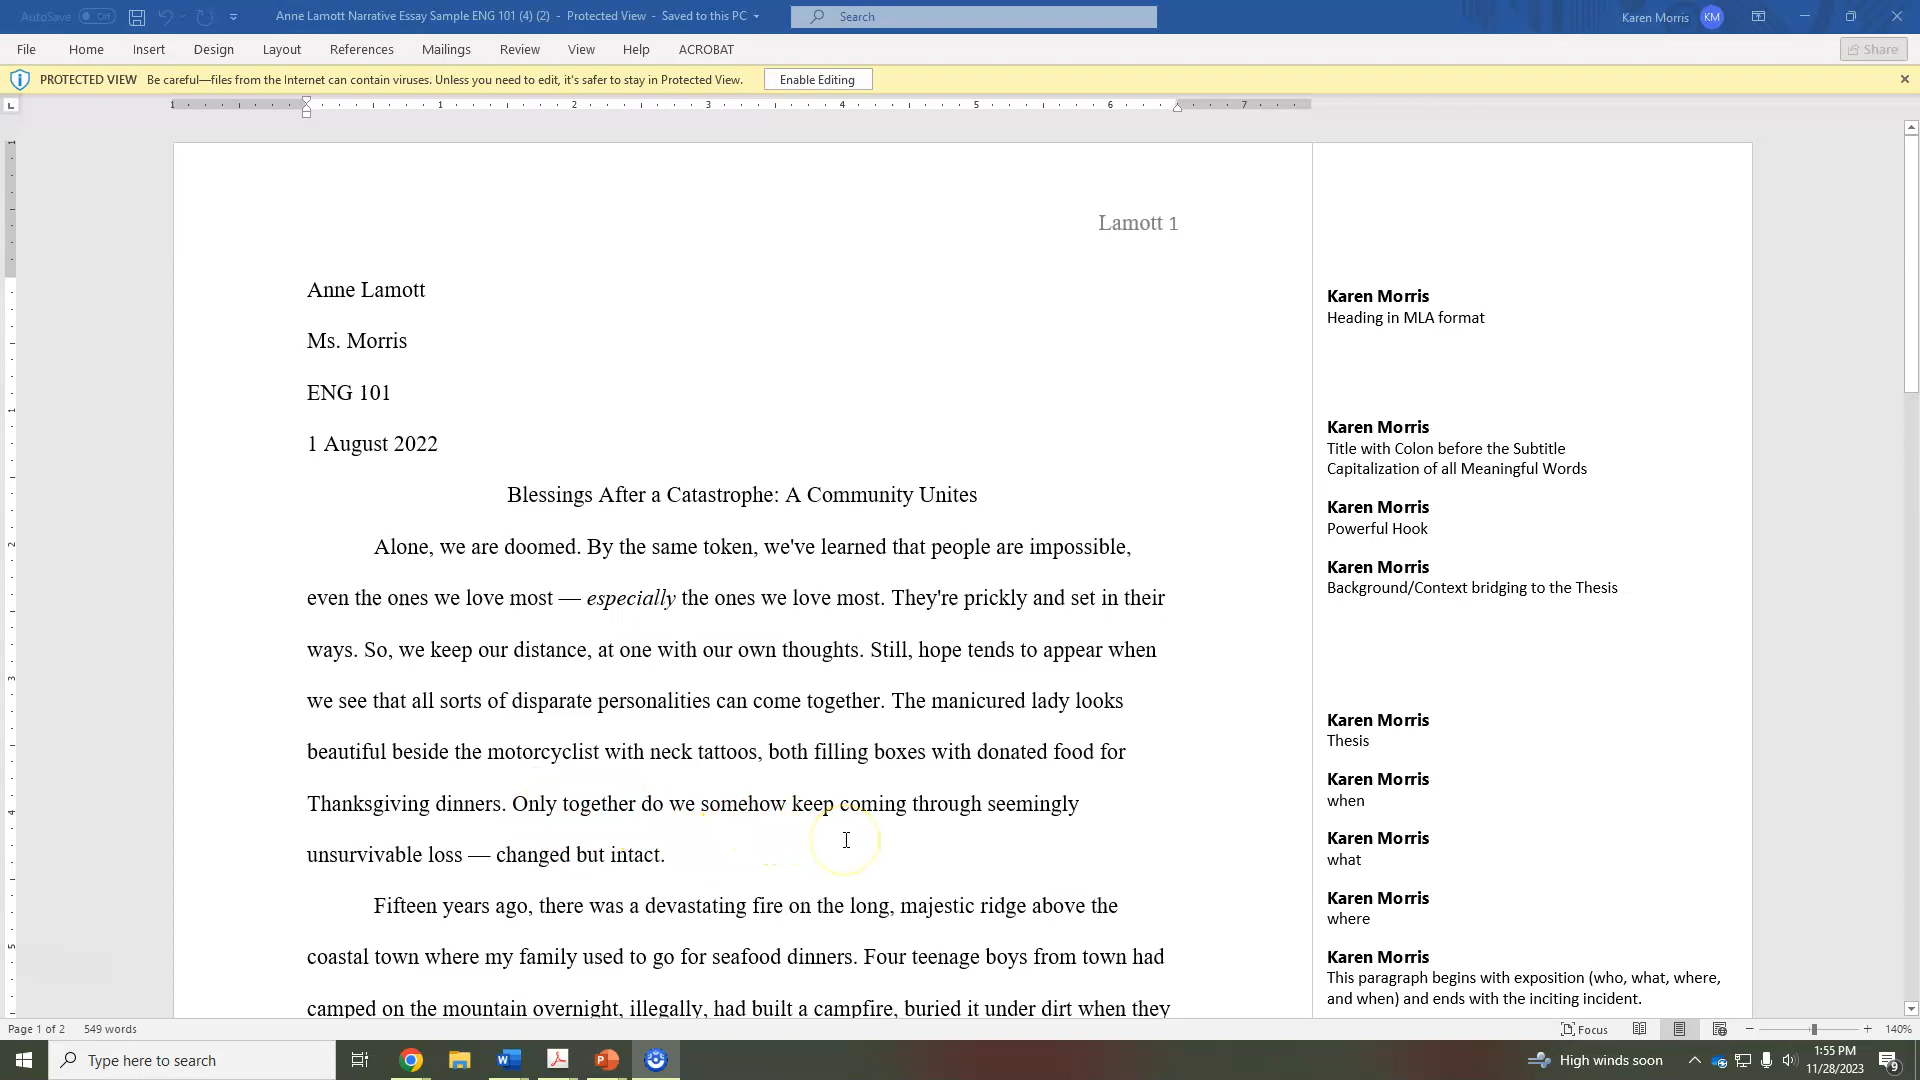 AutoSave Off
Anne Lamott Narrative Essay Sample ENG 101 (4) (2) - Protected View - Saved to this PC
Search
Karen Morris KM
File Home Insert Design Layout References Mailings Review View Help ACROBAT
Share
PROTECTED VIEW Be careful—files from the Internet can contain viruses. Unless you need to edit, it's safer to stay in Protected View. Enable Editing
1 1 2 3 4 5 6 7
Lamott 1
Anne Lamott
Ms. Morris
ENG 101
1 August 2022
Blessings After a Catastrophe: A Community Unites
Alone, we are doomed. By the same token, we've learned that people are impossible,
even the ones we love most — especially the ones we love most. They're prickly and set in their
ways. So, we keep our distance, at one with our own thoughts. Still, hope tends to appear when
we see that all sorts of disparate personalities can come together. The manicured lady looks
beautiful beside the motorcyclist with neck tattoos, both filling boxes with donated food for
Thanksgiving dinners. Only together do we somehow keep coming through seemingly
unsurvivable loss — changed but intact.
Fifteen years ago, there was a devastating fire on the long, majestic ridge above the
coastal town where my family used to go for seafood dinners. Four teenage boys from town had
camped on the mountain overnight, illegally, had built a campfire, buried it under dirt when they
Karen Morris
Heading in MLA format
Karen Morris
Title with Colon before the Subtitle
Capitalization of all Meaningful Words
Karen Morris
Powerful Hook
Karen Morris
Background/Context bridging to the Thesis
Karen Morris
Thesis
Karen Morris
when
Karen Morris
what
Karen Morris
where
Karen Morris
This paragraph begins with exposition (who, what, where,
and when) and ends with the inciting incident.
1
1
2
3
4
5
Page 1 of 2 549 words
Focus
140%
Type here to search
High winds soon
1:55 PM
11/28/2023
9